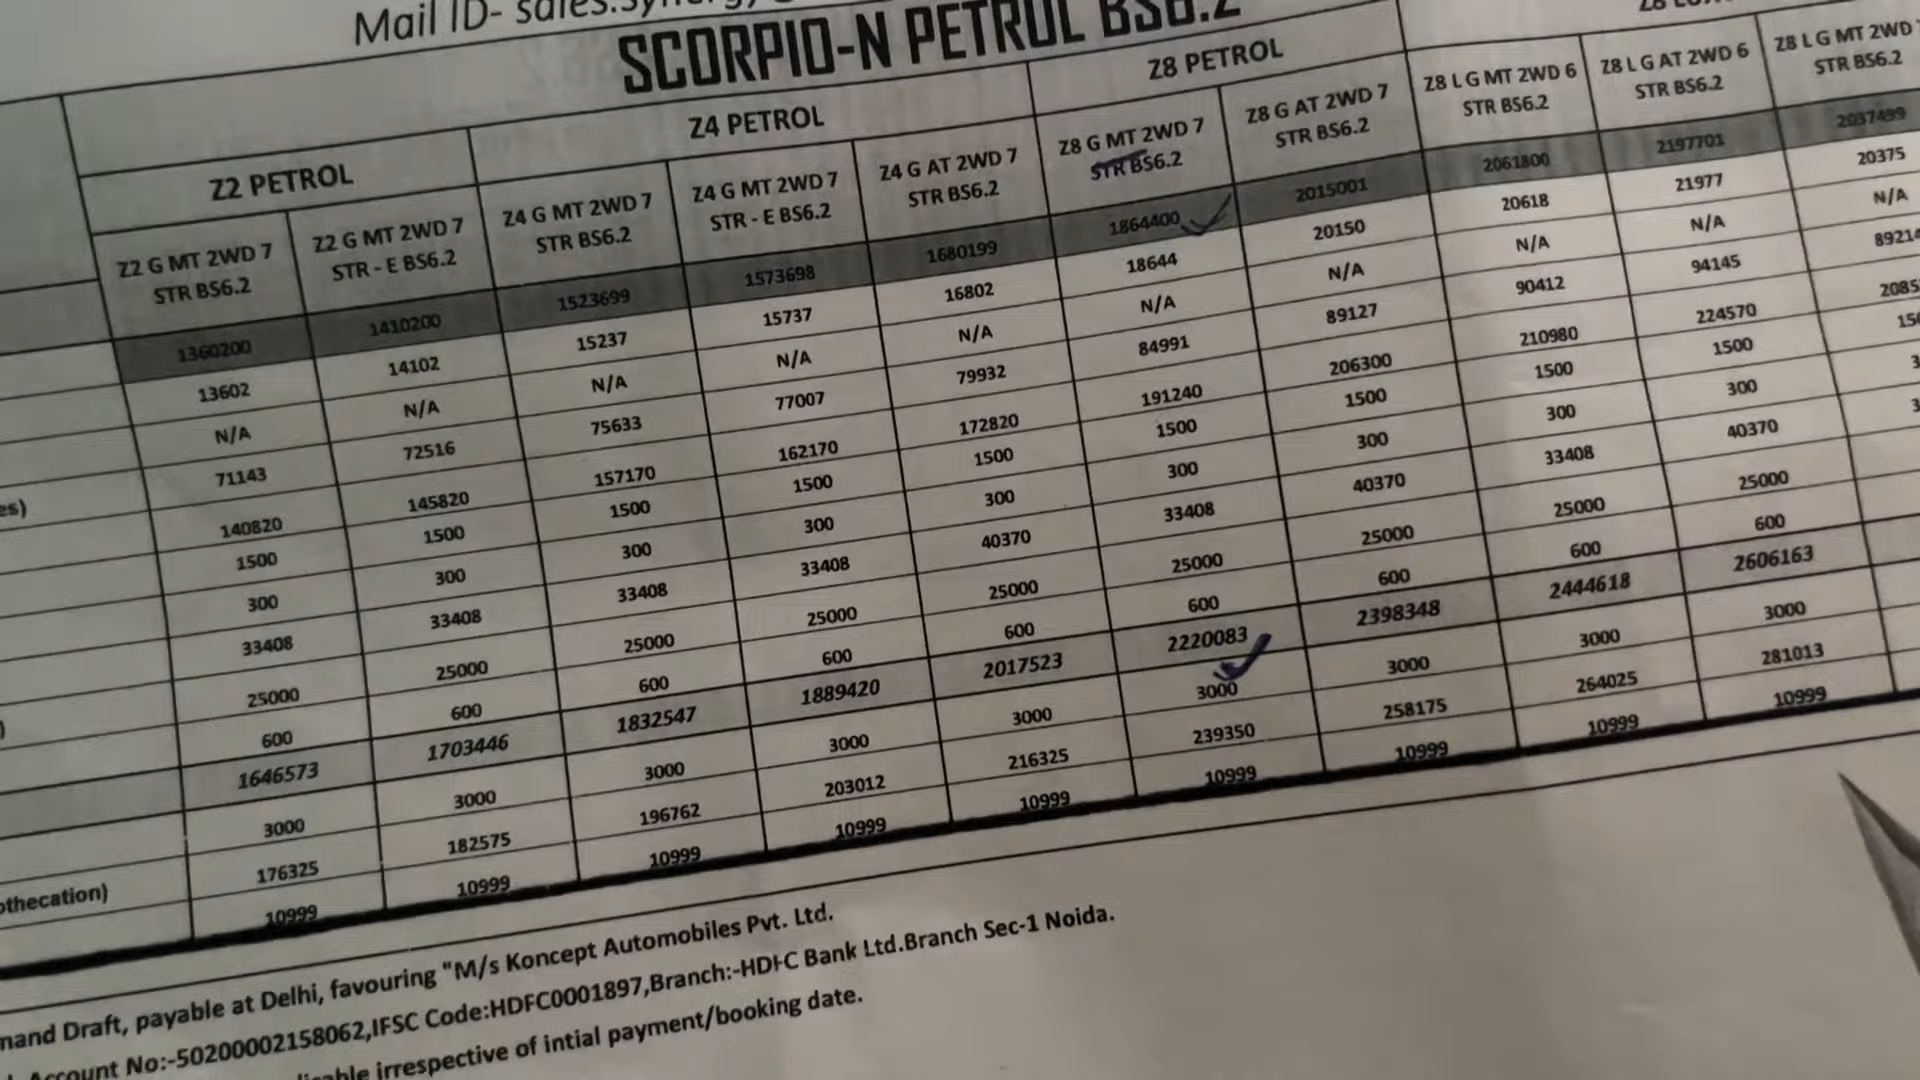 Mail ID- sales.synergy
SCORPIO-N PETROL BS6.2
Z2 PETROL Z4 PETROL Z8 PETROL
Z2 G MT 2WD 7 STR BS6.2 Z2 G MT 2WD 7 STR - E BS6.2 Z4 G MT 2WD 7 STR BS6.2 Z4 G MT 2WD 7 STR - E BS6.2 Z4 G AT 2WD 7 STR BS6.2 Z8 G MT 2WD 7 STR BS6.2 Z8 G AT 2WD 7 STR BS6.2 Z8 L G MT 2WD 6 STR BS6.2 Z8 L G AT 2WD 6 STR BS6.2 Z8 L G MT 2WD STR BS6.2
1360200 1410200 1523699 1573698 1680199 1864400 2015001 2061800 2197701 2037499
13602 14102 15237 15737 16802 18644 20150 20618 21977 20375
N/A N/A N/A N/A N/A N/A N/A N/A N/A N/A
71143 72516 75633 77007 79932 84991 89127 90412 94145 89214
es) 140820 145820 157170 162170 172820 191240 206300 210980 224570 2085
1500 1500 1500 1500 1500 1500 1500 1500 1500
300 300 300 300 300 300 300 300 300
33408 33408 33408 33408 40370 33408 40370 33408 40370
25000 25000 25000 25000 25000 25000 25000 25000 25000
) 600 600 600 600 600 600 600 600 600
1646573 1703446 1832547 1889420 2017523 2220083 2398348 2444618 2606163
3000 3000 3000 3000 3000 3000 3000 3000 3000
176325 182575 196762 203012 216325 239350 258175 264025 281013
othecation) 10999 10999 10999 10999 10999 10999 10999 10999 10999
mand Draft, payable at Delhi, favouring "M/s Koncept Automobiles Pvt. Ltd.
Account No:-50200002158062,IFSC Code:HDFC0001897,Branch:-HDFC Bank Ltd.Branch Sec-1 Noida.
licable irrespective of intial payment/booking date.